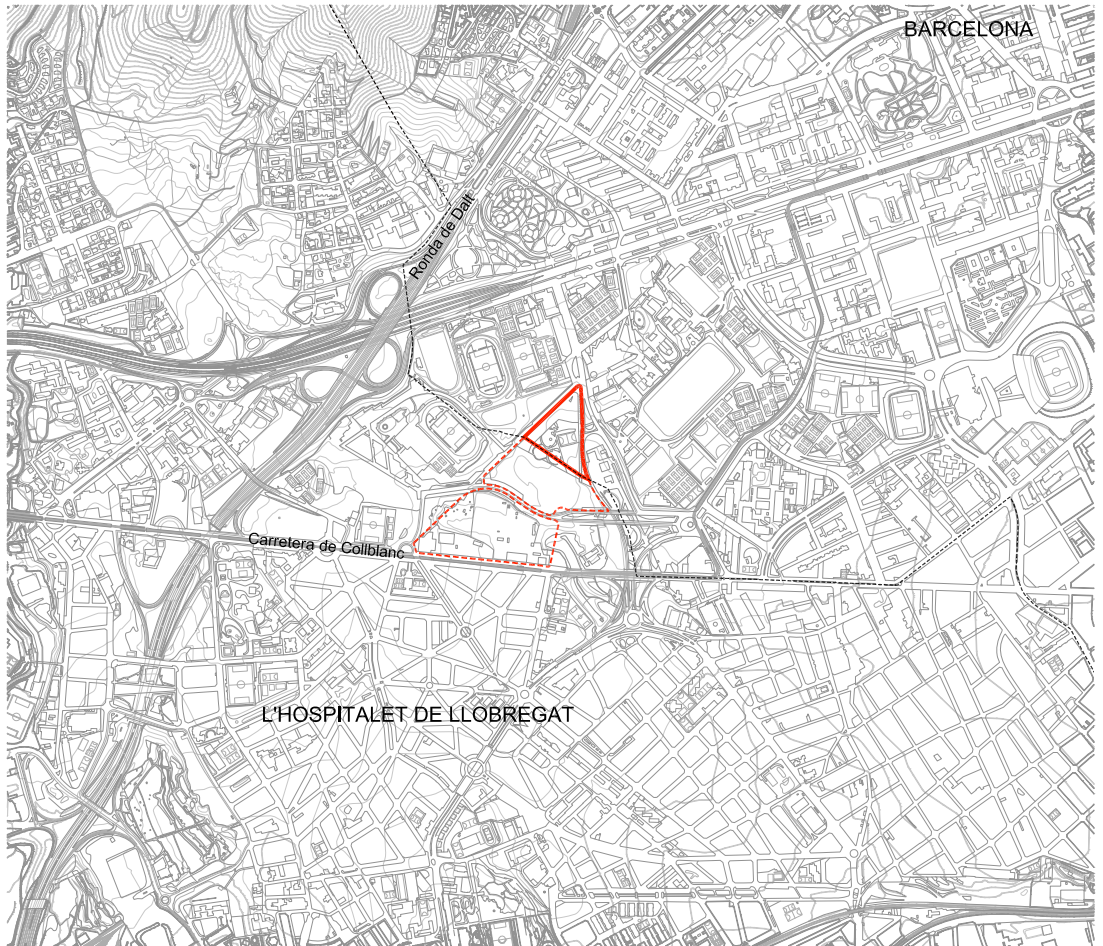 BARCELONA
Ronda de Dalt
Carretera de Collblanc
L'HOSPITALET DE LLOBREGAT